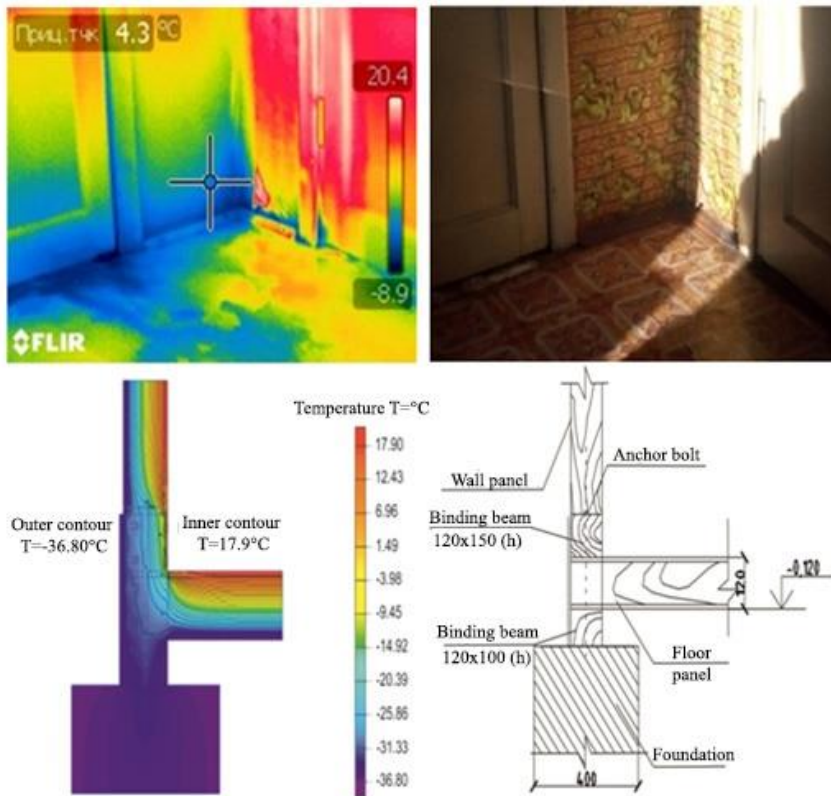 Приц.тчк 4.3 °C
20.4
-8.9
FLIR
Temperature T=°C
17.90
12.43
6.96
1.49
-3.98
-9.45
-14.92
-20.39
-25.86
-31.33
-36.80
Outer contour
T=-36.80°C
Inner contour
T=17.9°C
Anchor bolt
Wall panel
Binding beam
120x150 (h)
-0,120
120
Binding beam
120x100 (h)
Floor
panel
Foundation
400